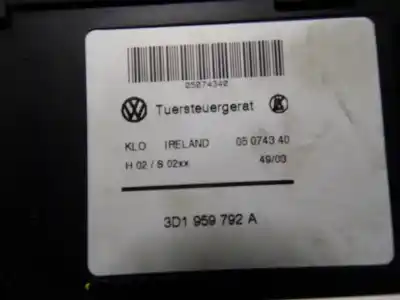 05074340
Tuersteuergerat
KLO IRELAND 05 0743 40
H 02 / S 02xx 49/03
3D1 959 792 A